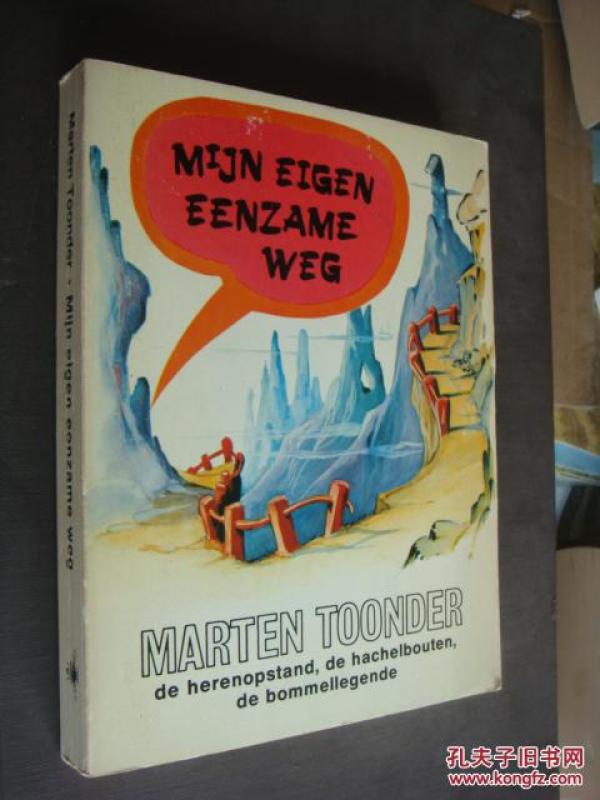 MIJN EIGEN
EENZAME
WEG
MARTEN TOONDER
de herenopstand, de hachelbouten,
de bommellegende
Marten Toonder - Mijn eigen eenzame weg
孔夫子旧书网
www.kongfz.com